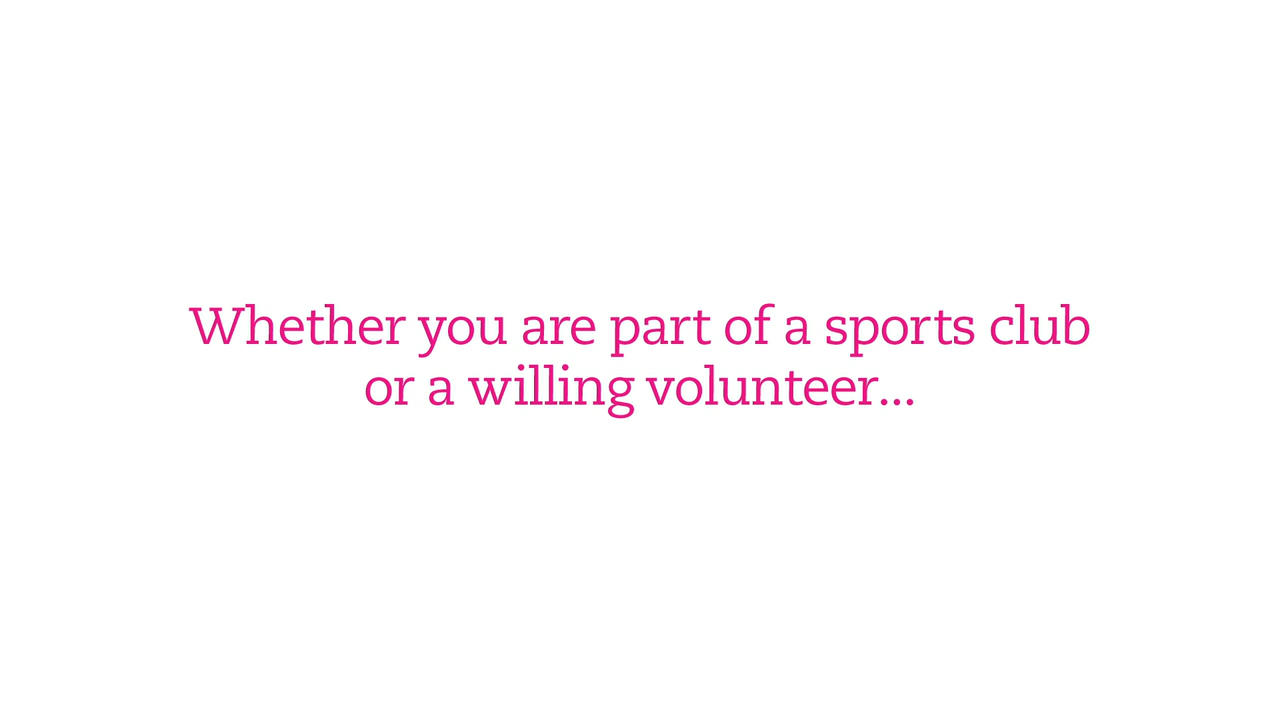 Whether you are part of a sports club
or a willing volunteer...